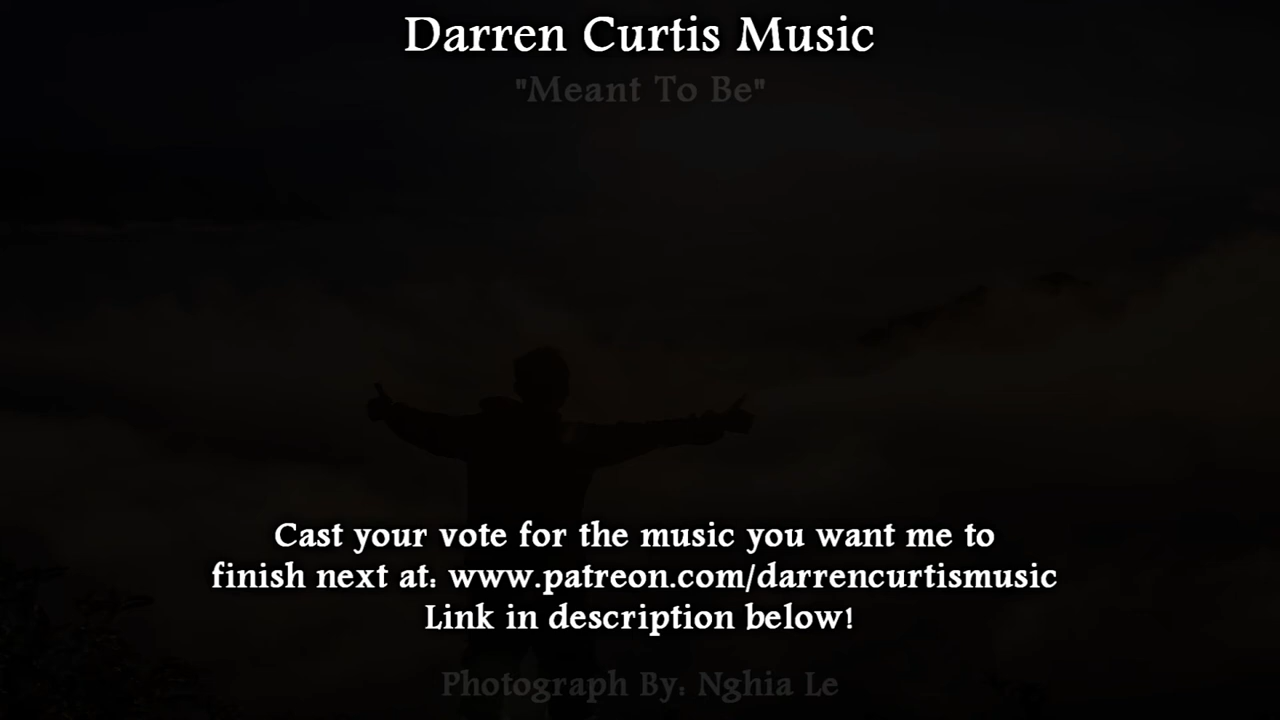 Darren Curtis Music
"Meant To Be"
Cast your vote for the music you want me to
finish next at: www.patreon.com/darrencurtismusic
Link in description below!
Photograph By: Nghia Le